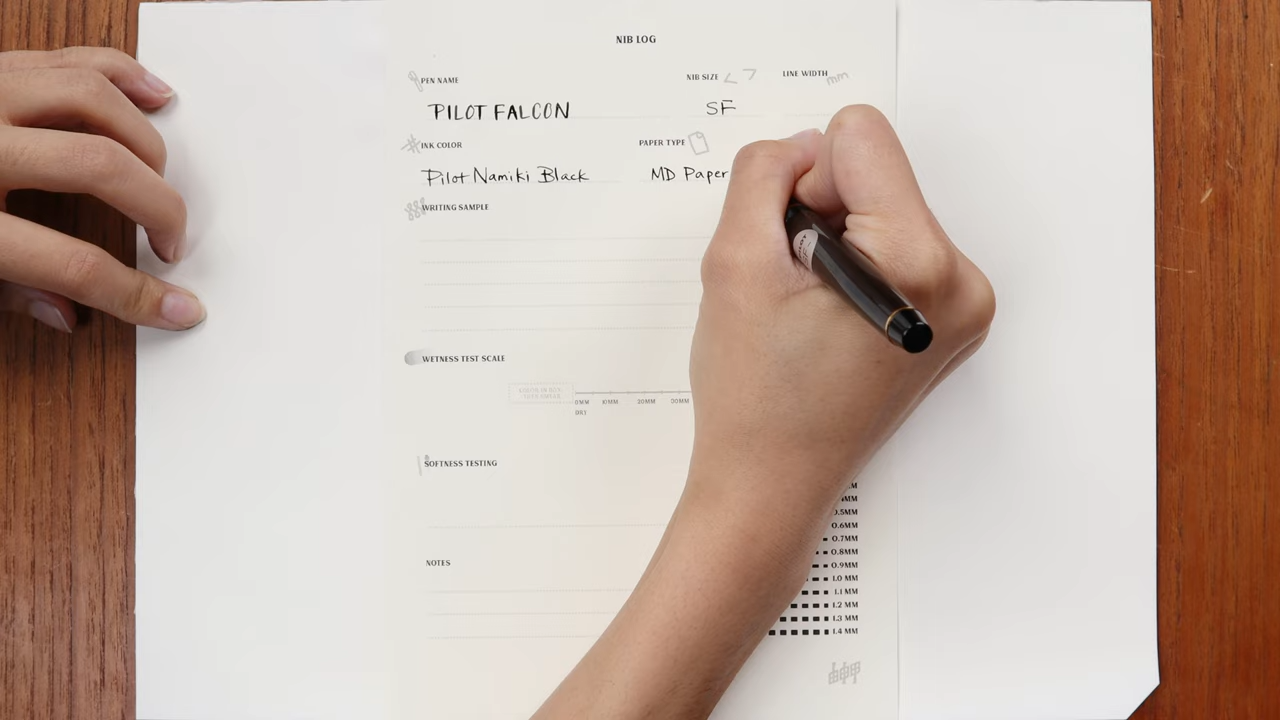 NIB LOG
PEN NAME NIB SIZE LINE WIDTH mm
PILOT FALCON SF
INK COLOR PAPER TYPE
Pilot Namiki Black MD Paper
WRITING SAMPLE
WETNESS TEST SCALE
0MM 10MM 20MM 30MM
DRY
SOFTNESS TESTING
0.5MM
0.6MM
0.7MM
0.8MM
NOTES
0.9MM
1.0 MM
1.1 MM
1.2 MM
1.3 MM
1.4 MM